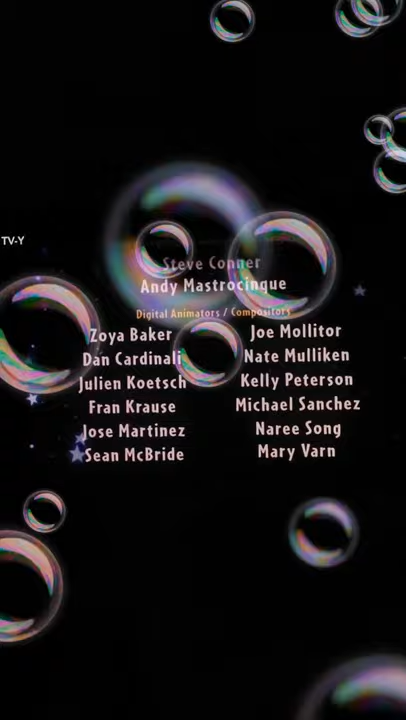 TV-Y
Steve Conner
Andy Mastrocinque
Digital Animators / Compositors
Zoya Baker
Joe Mollitor
Dan Cardinali
Nate Mulliken
Julien Koetsch
Kelly Peterson
Fran Krause
Michael Sanchez
Jose Martinez
Naree Song
Sean McBride
Mary Varn